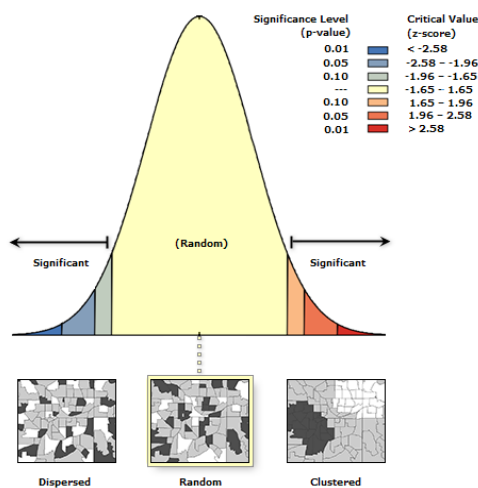 Significance Level Critical Value
(p-value) (z-score)
0.01 < -2.58
0.05 -2.58 – -1.96
0.10 -1.96 – -1.65
--- -1.65 – 1.65
0.10 1.65 – 1.96
0.05 1.96 – 2.58
0.01 > 2.58
(Random)
Significant Significant
Dispersed Random Clustered